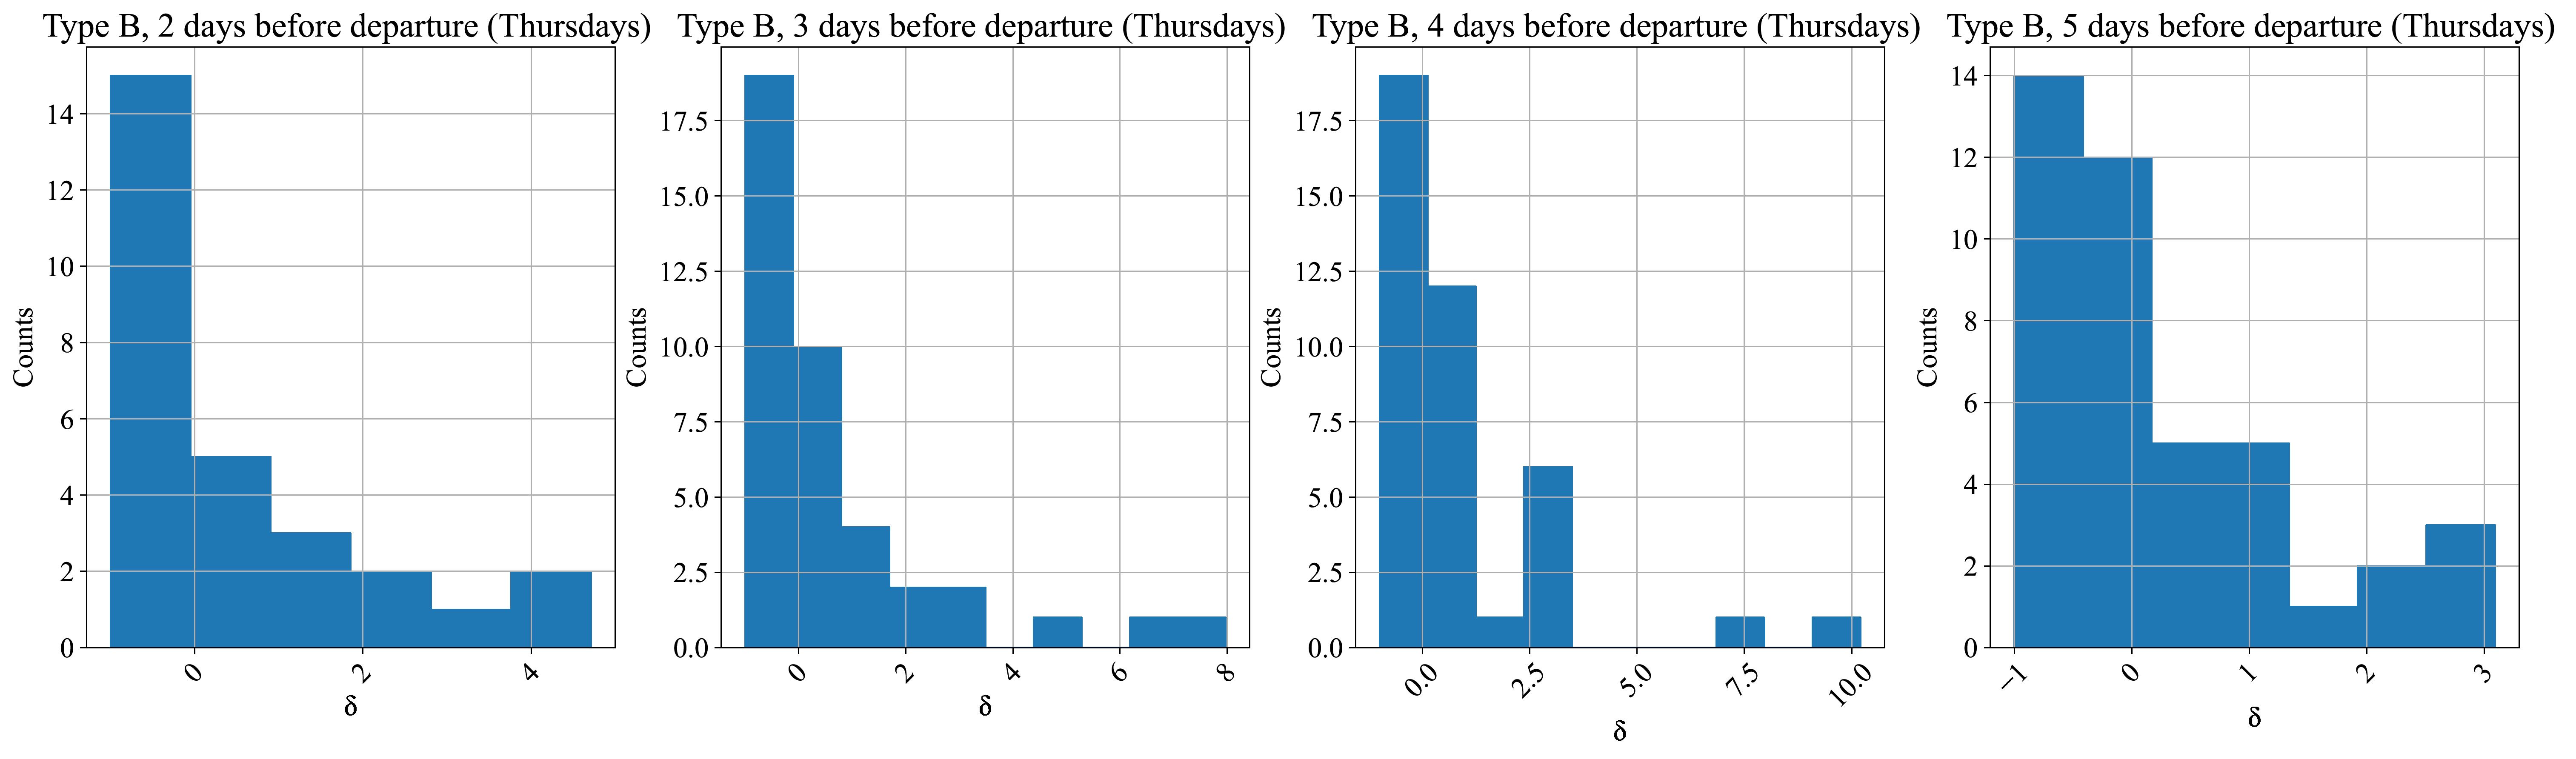 Type B, 2 days before departure (Thursdays)
Counts
14
12
10
8
6
4
2
0
0 2 4
δ
Type B, 3 days before departure (Thursdays)
Counts
17.5
15.0
12.5
10.0
7.5
5.0
2.5
0.0
0 2 4 6 8
δ
Type B, 4 days before departure (Thursdays)
Counts
17.5
15.0
12.5
10.0
7.5
5.0
2.5
0.0
0.0 2.5 5.0 7.5 10.0
δ
Type B, 5 days before departure (Thursdays)
Counts
14
12
10
8
6
4
2
0
−1 0 1 2 3
δ